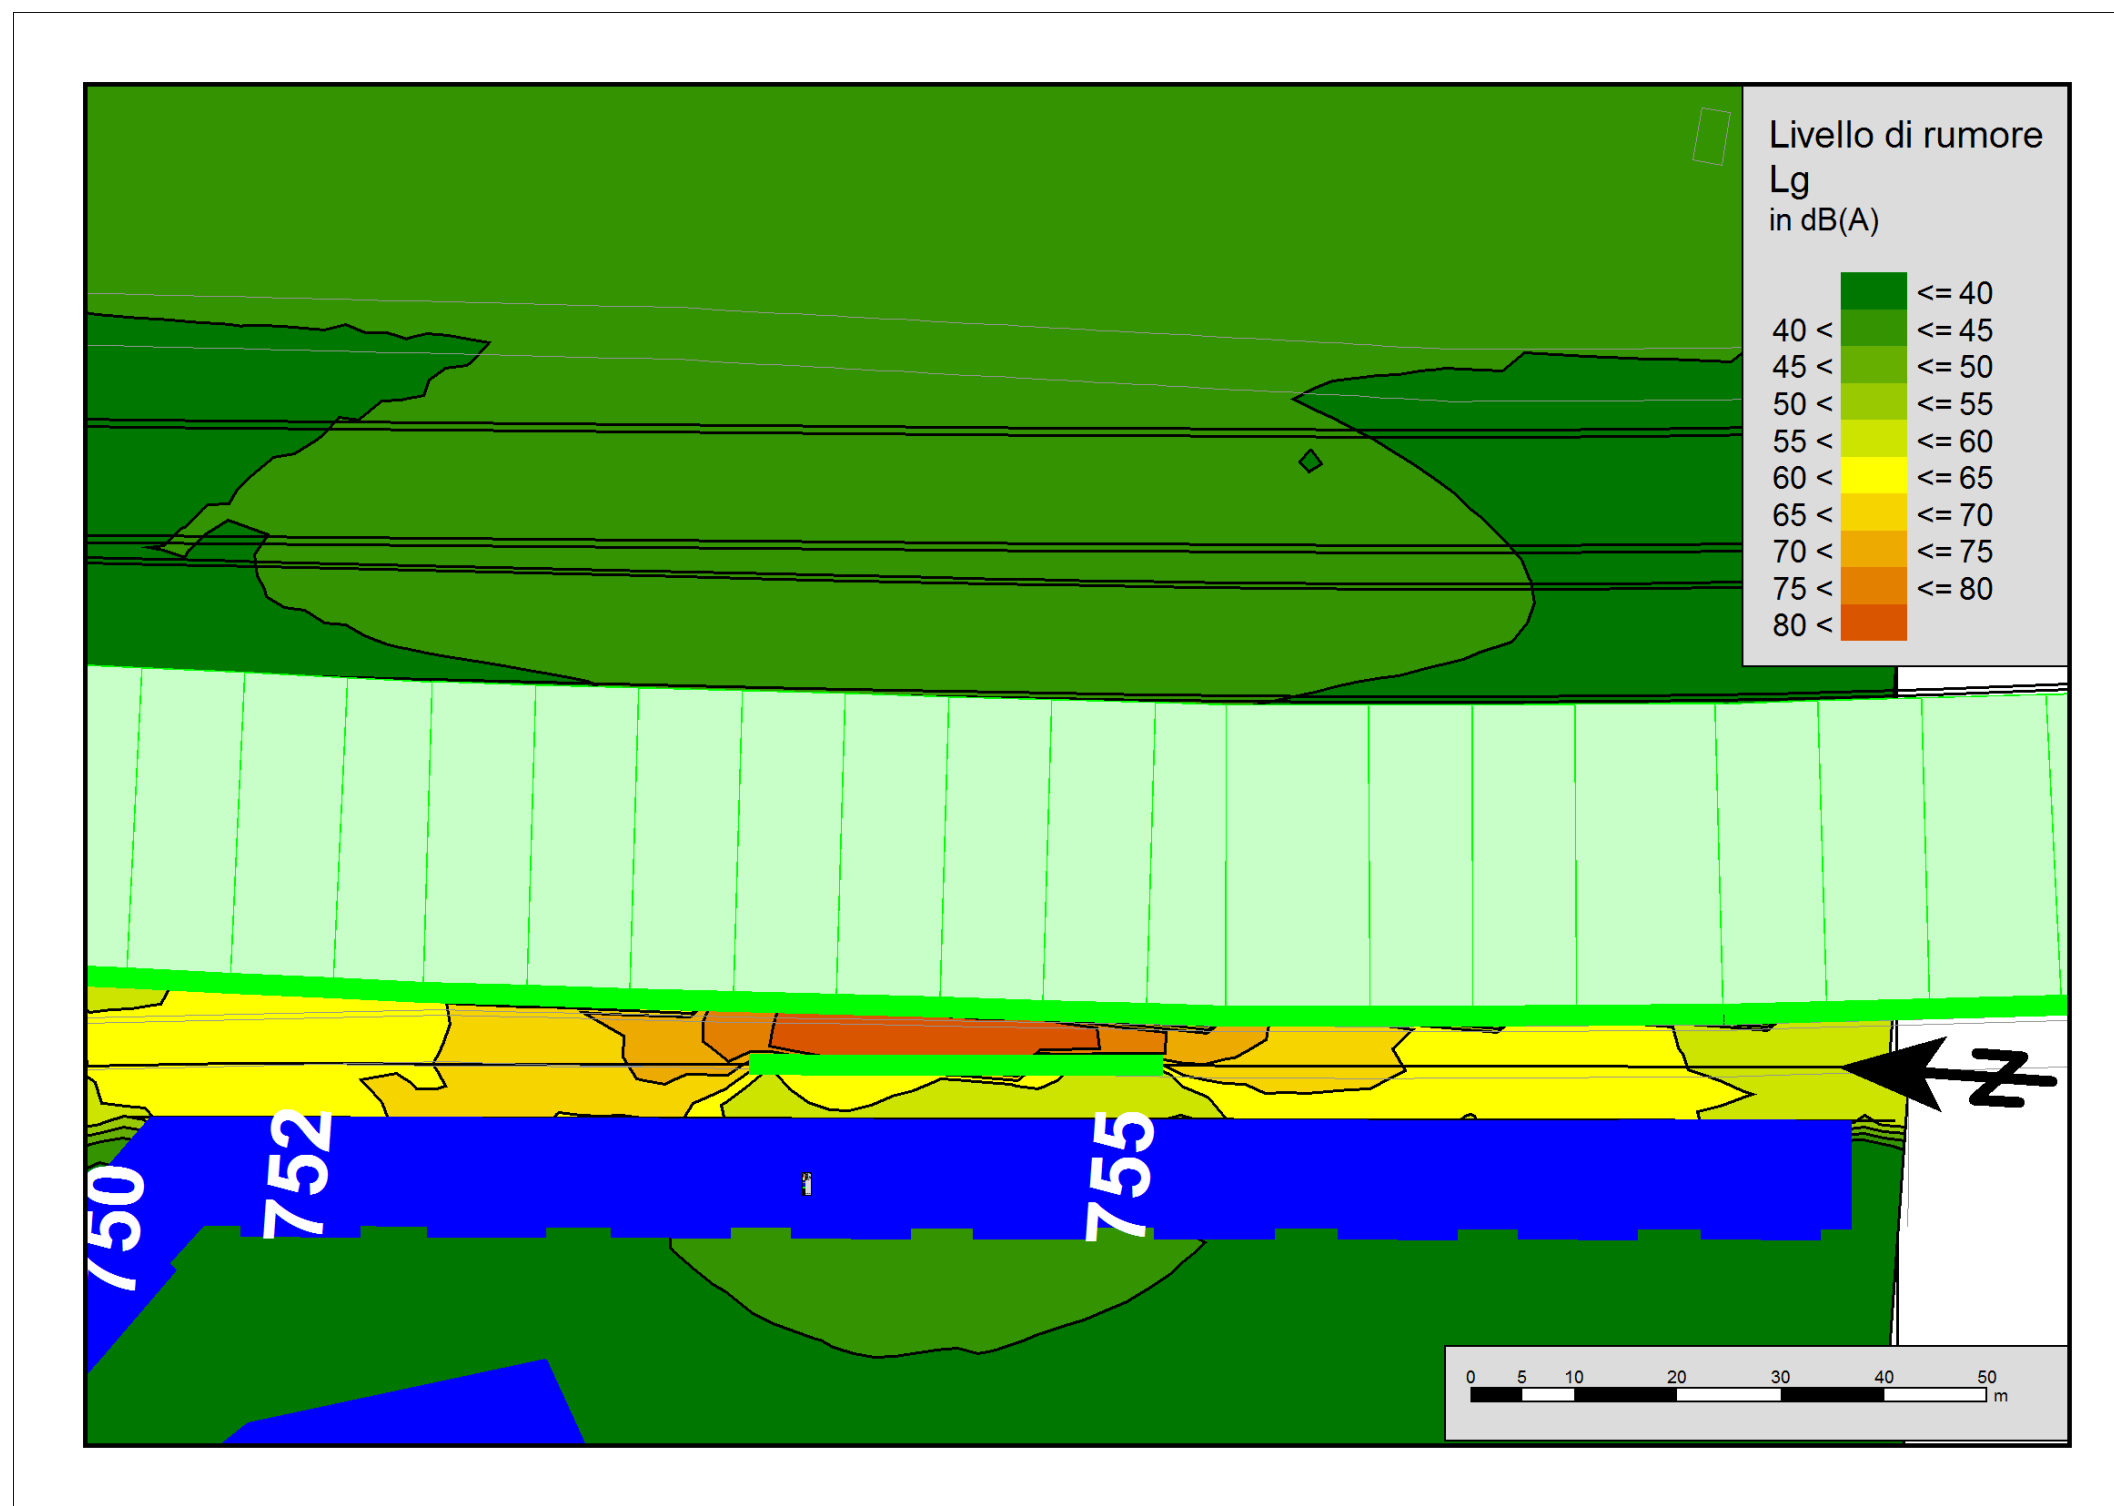 Livello di rumore
Lg
in dB(A)
<= 40
40 < <= 45
45 < <= 50
50 < <= 55
55 < <= 60
60 < <= 65
65 < <= 70
70 < <= 75
75 < <= 80
80 <
N
750
752
755
0 5 10 20 30 40 50
m